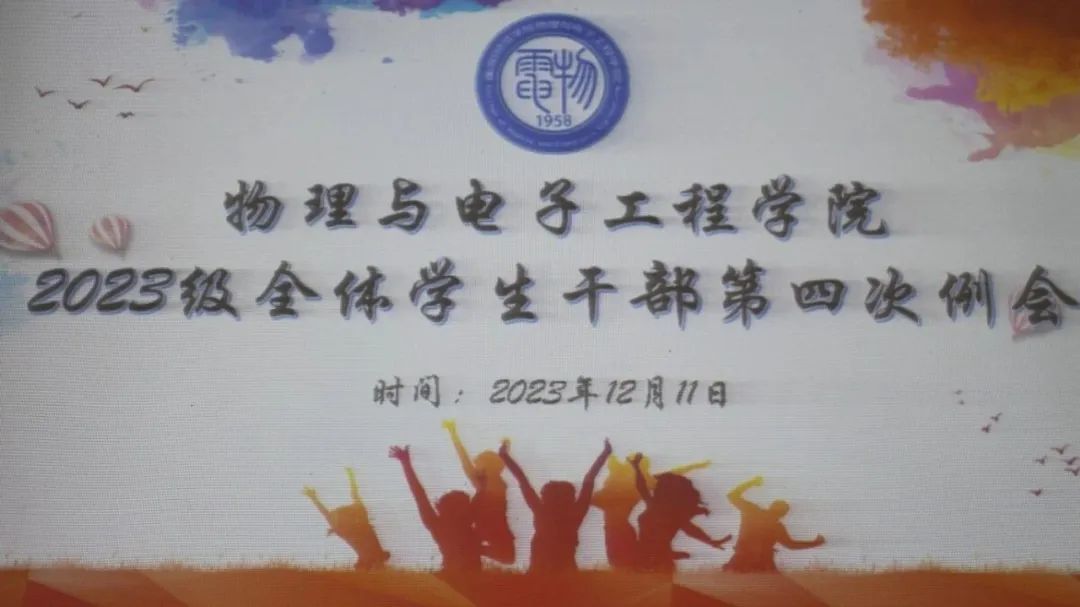 電物
1958
物理与电子工程学院
2023级全体学生干部第四次例会
时间：2023年12月11日